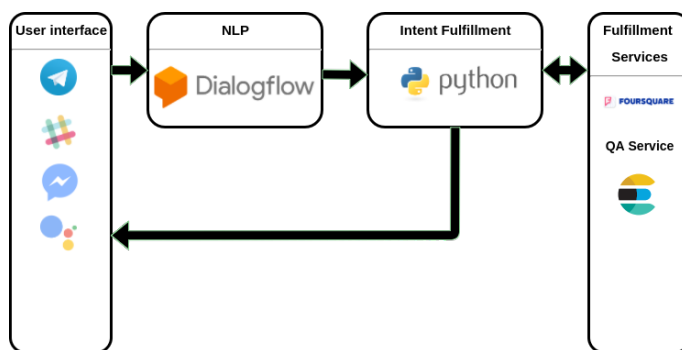 User interface
NLP
Dialogflow
Intent Fulfillment
python
Fulfillment
Services
FOURSQUARE
QA Service